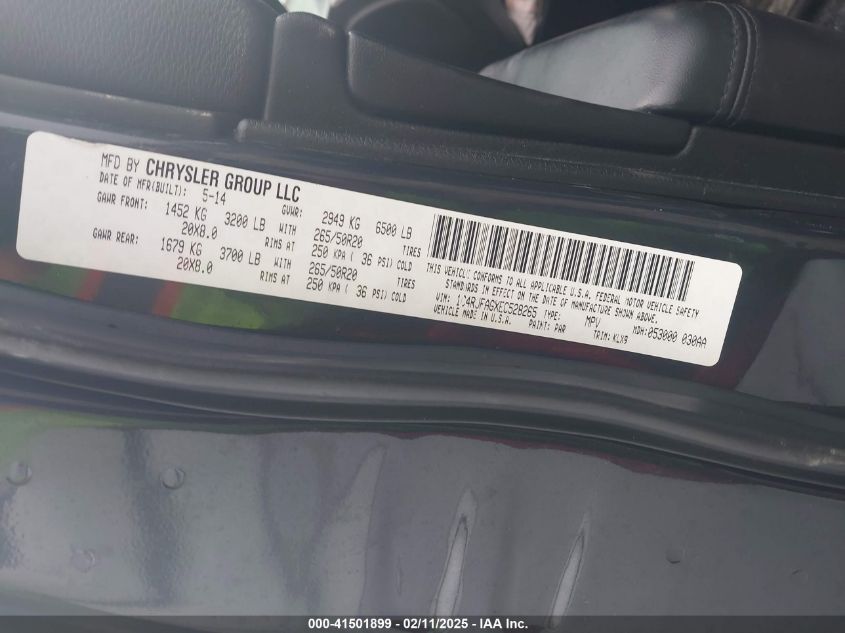 MFD BY CHRYSLER GROUP LLC
DATE OF MFR(BUILT): 5-14 GVWR: 2949 KG 6500 LB
GAWR FRONT: 1452 KG 3200 LB WITH 265/50R20 TIRES
20X8.0 RIMS AT 250 KPA ( 36 PSI) COLD
GAWR REAR: 1679 KG 3700 LB WITH 265/50R20 TIRES
20X8.0 RIMS AT 250 KPA ( 36 PSI) COLD
THIS VEHICLE CONFORMS TO ALL APPLICABLE U.S.A. FEDERAL MOTOR VEHICLE SAFETY
STANDARDS IN EFFECT ON THE DATE OF MANUFACTURE SHOWN ABOVE.
VIN: TYPE: MPV MDH: 053000 030AA
VEHICLE MADE IN U.S.A. PAINT: PAR TRIM: KLX9
000-41501899 — 02/11/2025 - IAA Inc.